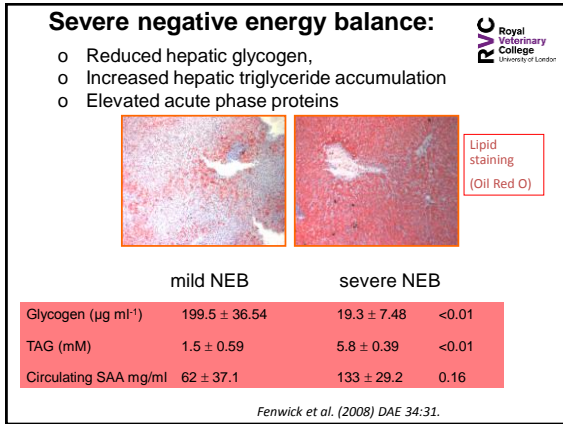 Severe negative energy balance:
RVC
Royal
Veterinary
College
University of London
o Reduced hepatic glycogen,
o Increased hepatic triglyceride accumulation
o Elevated acute phase proteins
Lipid
staining
(Oil Red O)
mild NEB severe NEB
Glycogen (µg ml-1) 199.5 ± 36.54 19.3 ± 7.48 <0.01
TAG (mM) 1.5 ± 0.59 5.8 ± 0.39 <0.01
Circulating SAA mg/ml 62 ± 37.1 133 ± 29.2 0.16
Fenwick et al. (2008) DAE 34:31.